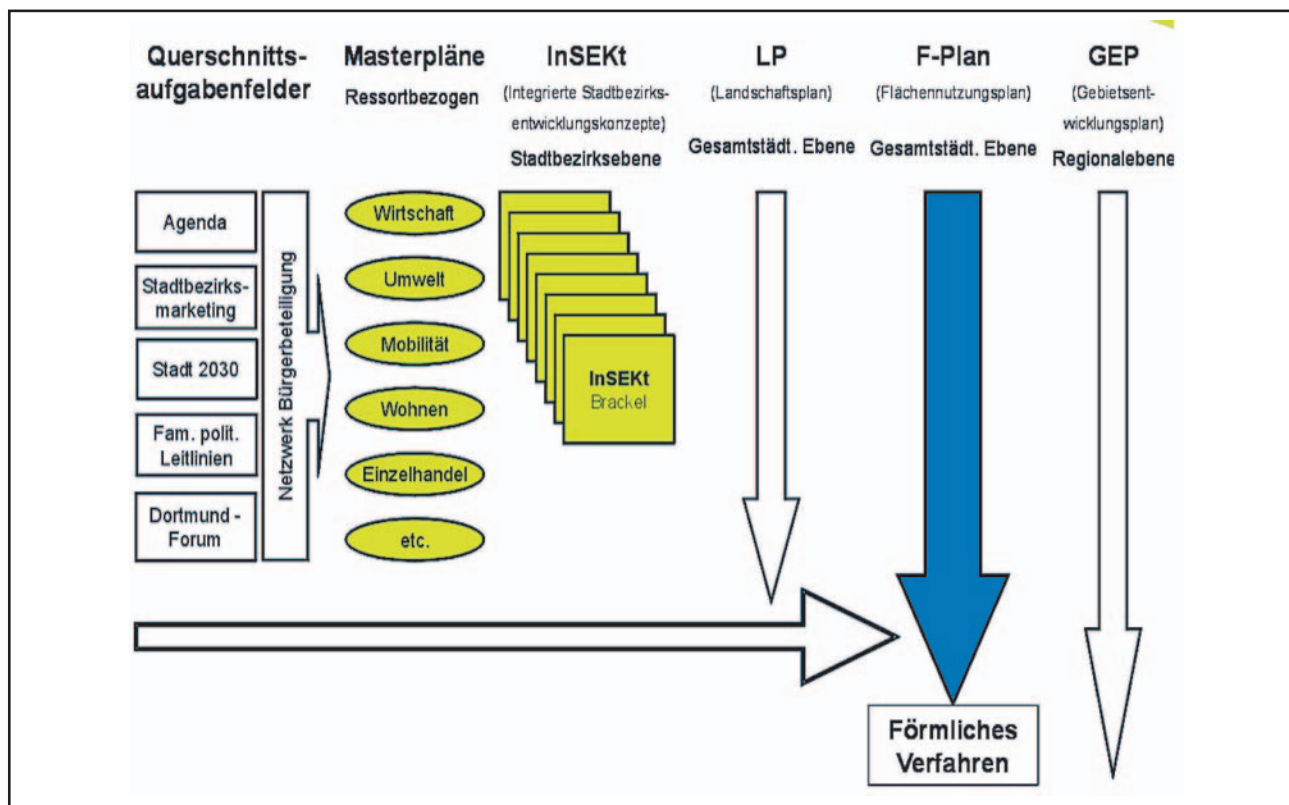 Querschnitts-
aufgabenfelder
Masterpläne
Ressortbezogen
InSEKt
(Integrierte Stadtbezirks-
entwicklungskonzepte)
Stadtbezirksebene
LP
(Landschaftsplan)
Gesamtstädt. Ebene
F-Plan
(Flächennutzungsplan)
Gesamtstädt. Ebene
GEP
(Gebietsent-
wicklungsplan)
Regionalebene
Agenda
Stadtbezirks-
marketing
Stadt 2030
Fam. polit.
Leitlinien
Dortmund -
Forum
Netzwerk Bürgerbeteiligung
Wirtschaft
Umwelt
Mobilität
Wohnen
Einzelhandel
etc.
InSEKt
Brackel
Förmliches
Verfahren